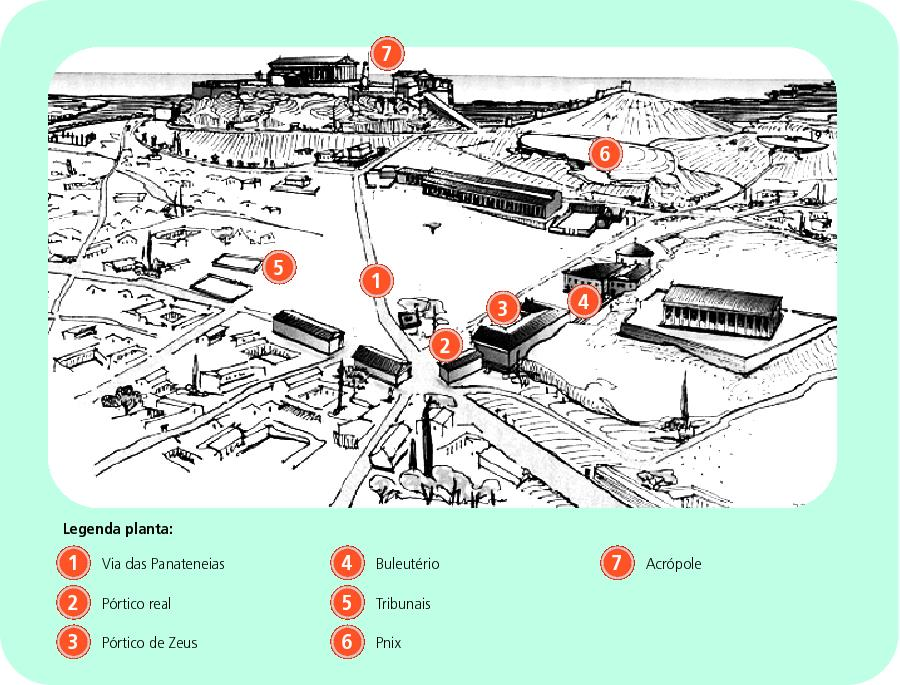 7
6
5
1
3
4
2
Legenda planta:
1 Via das Panateneias
2 Pórtico real
3 Pórtico de Zeus
4 Buleutério
5 Tribunais
6 Pnix
7 Acrópole